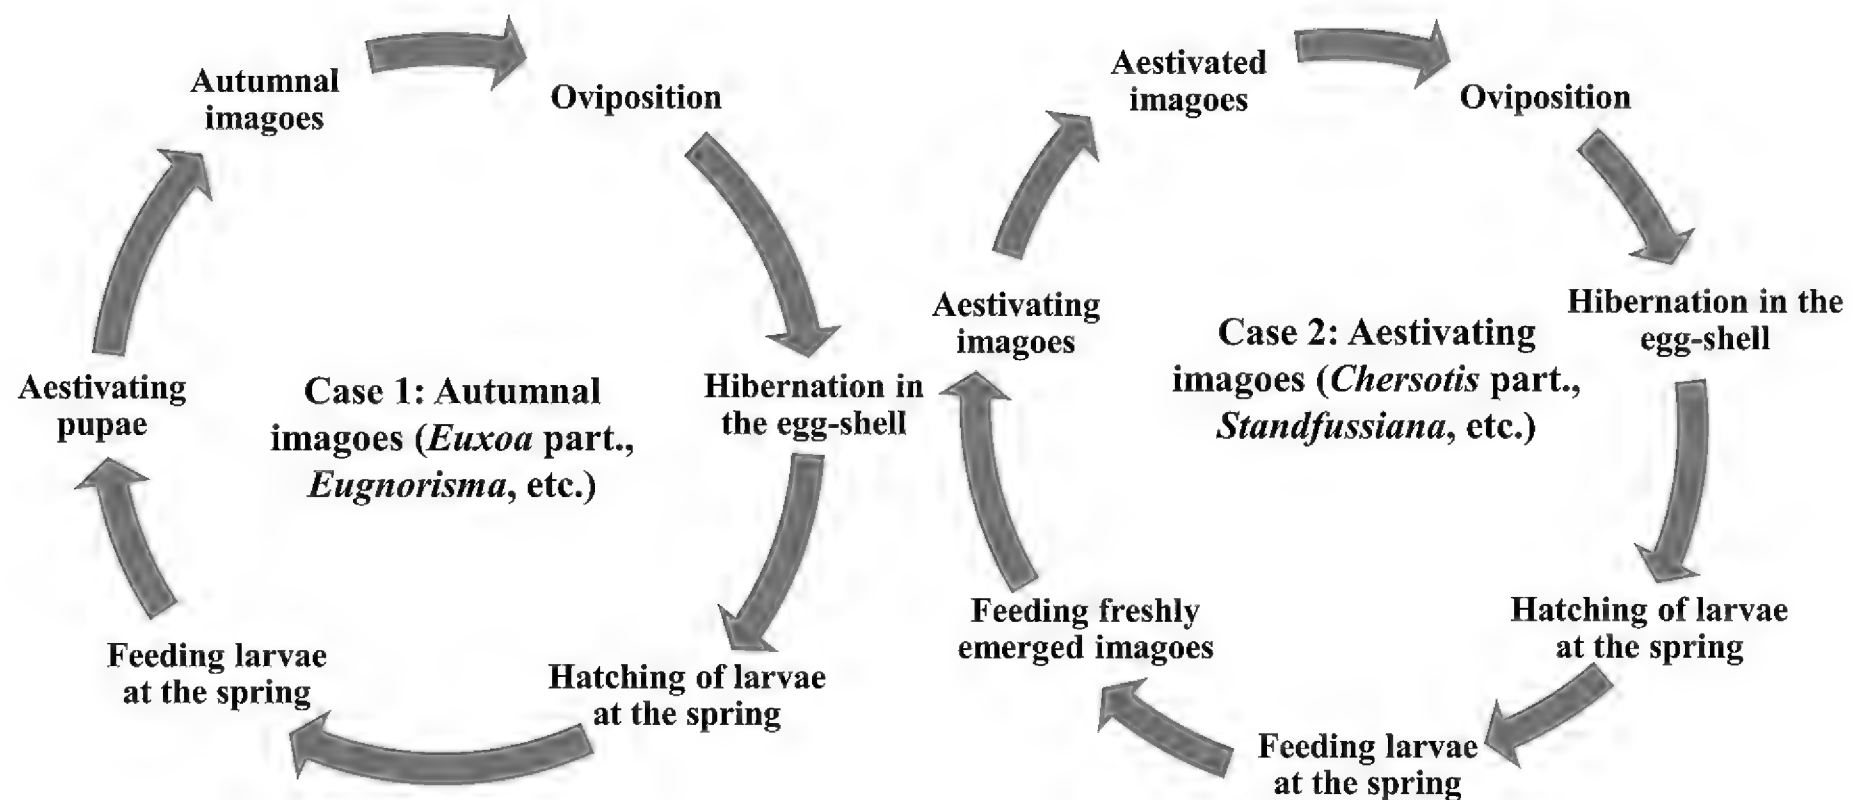 Autumnal
imagoes
Oviposition
Hibernation in
the egg-shell
Hatching of larvae
at the spring
Feeding larvae
at the spring
Aestivating
pupae
Case 1: Autumnal
imagoes (Euxoa part.,
Eugnorisma, etc.)
Aestivated
imagoes
Oviposition
Hibernation in the
egg-shell
Hatching of larvae
at the spring
Feeding larvae
at the spring
Feeding freshly
emerged imagoes
Aestivating
imagoes
Case 2: Aestivating
imagoes (Chersotis part.,
Standfussiana, etc.)